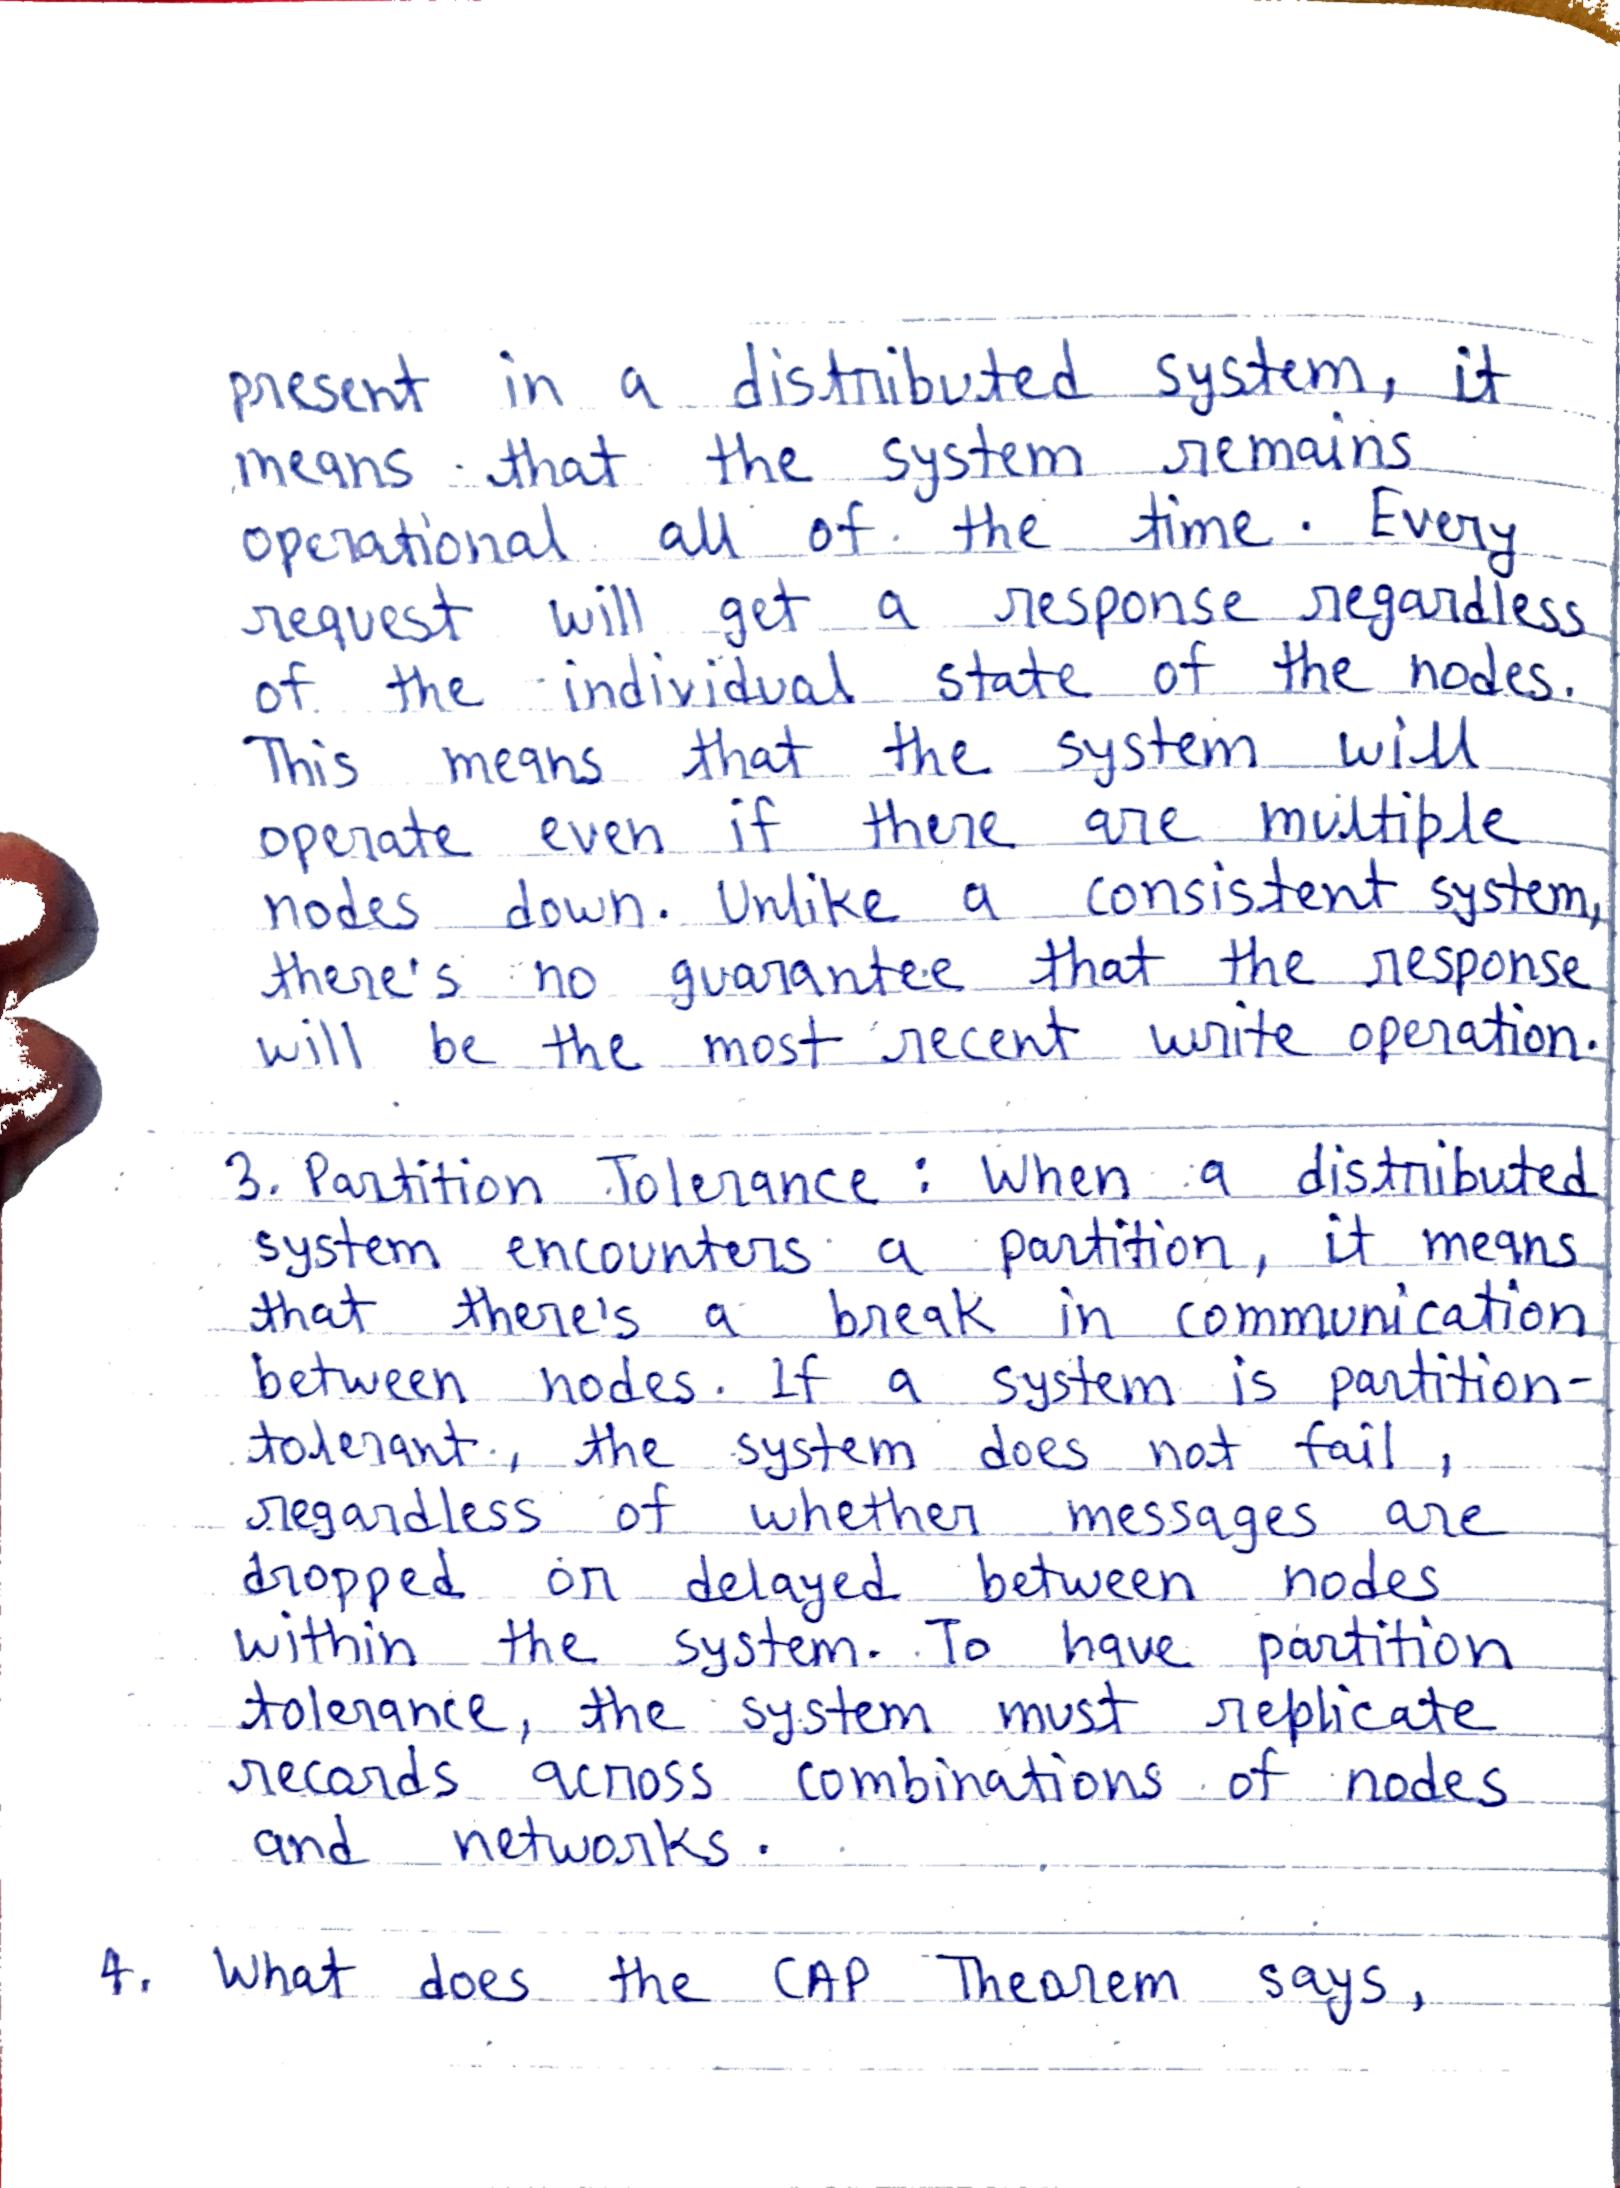 present in a distributed system, it
means that the system remains
operational all of the time. Every
request will get a response regardless
of the individual state of the nodes.
This means that the system will
operate even if there are multiple
nodes down. Unlike a consistent system,
there's no guarantee that the response
will be the most recent write operation.
3. Partition Tolerance : When a distributed
system encounters a partition, it means
that there's a break in communication
between nodes. If a system is partition-
tolerant, the system does not fail,
regardless of whether messages are
dropped or delayed between nodes
within the system. To have partition
tolerance, the system must replicate
records across combinations of nodes
and networks.
4. What does the CAP Theorem says,